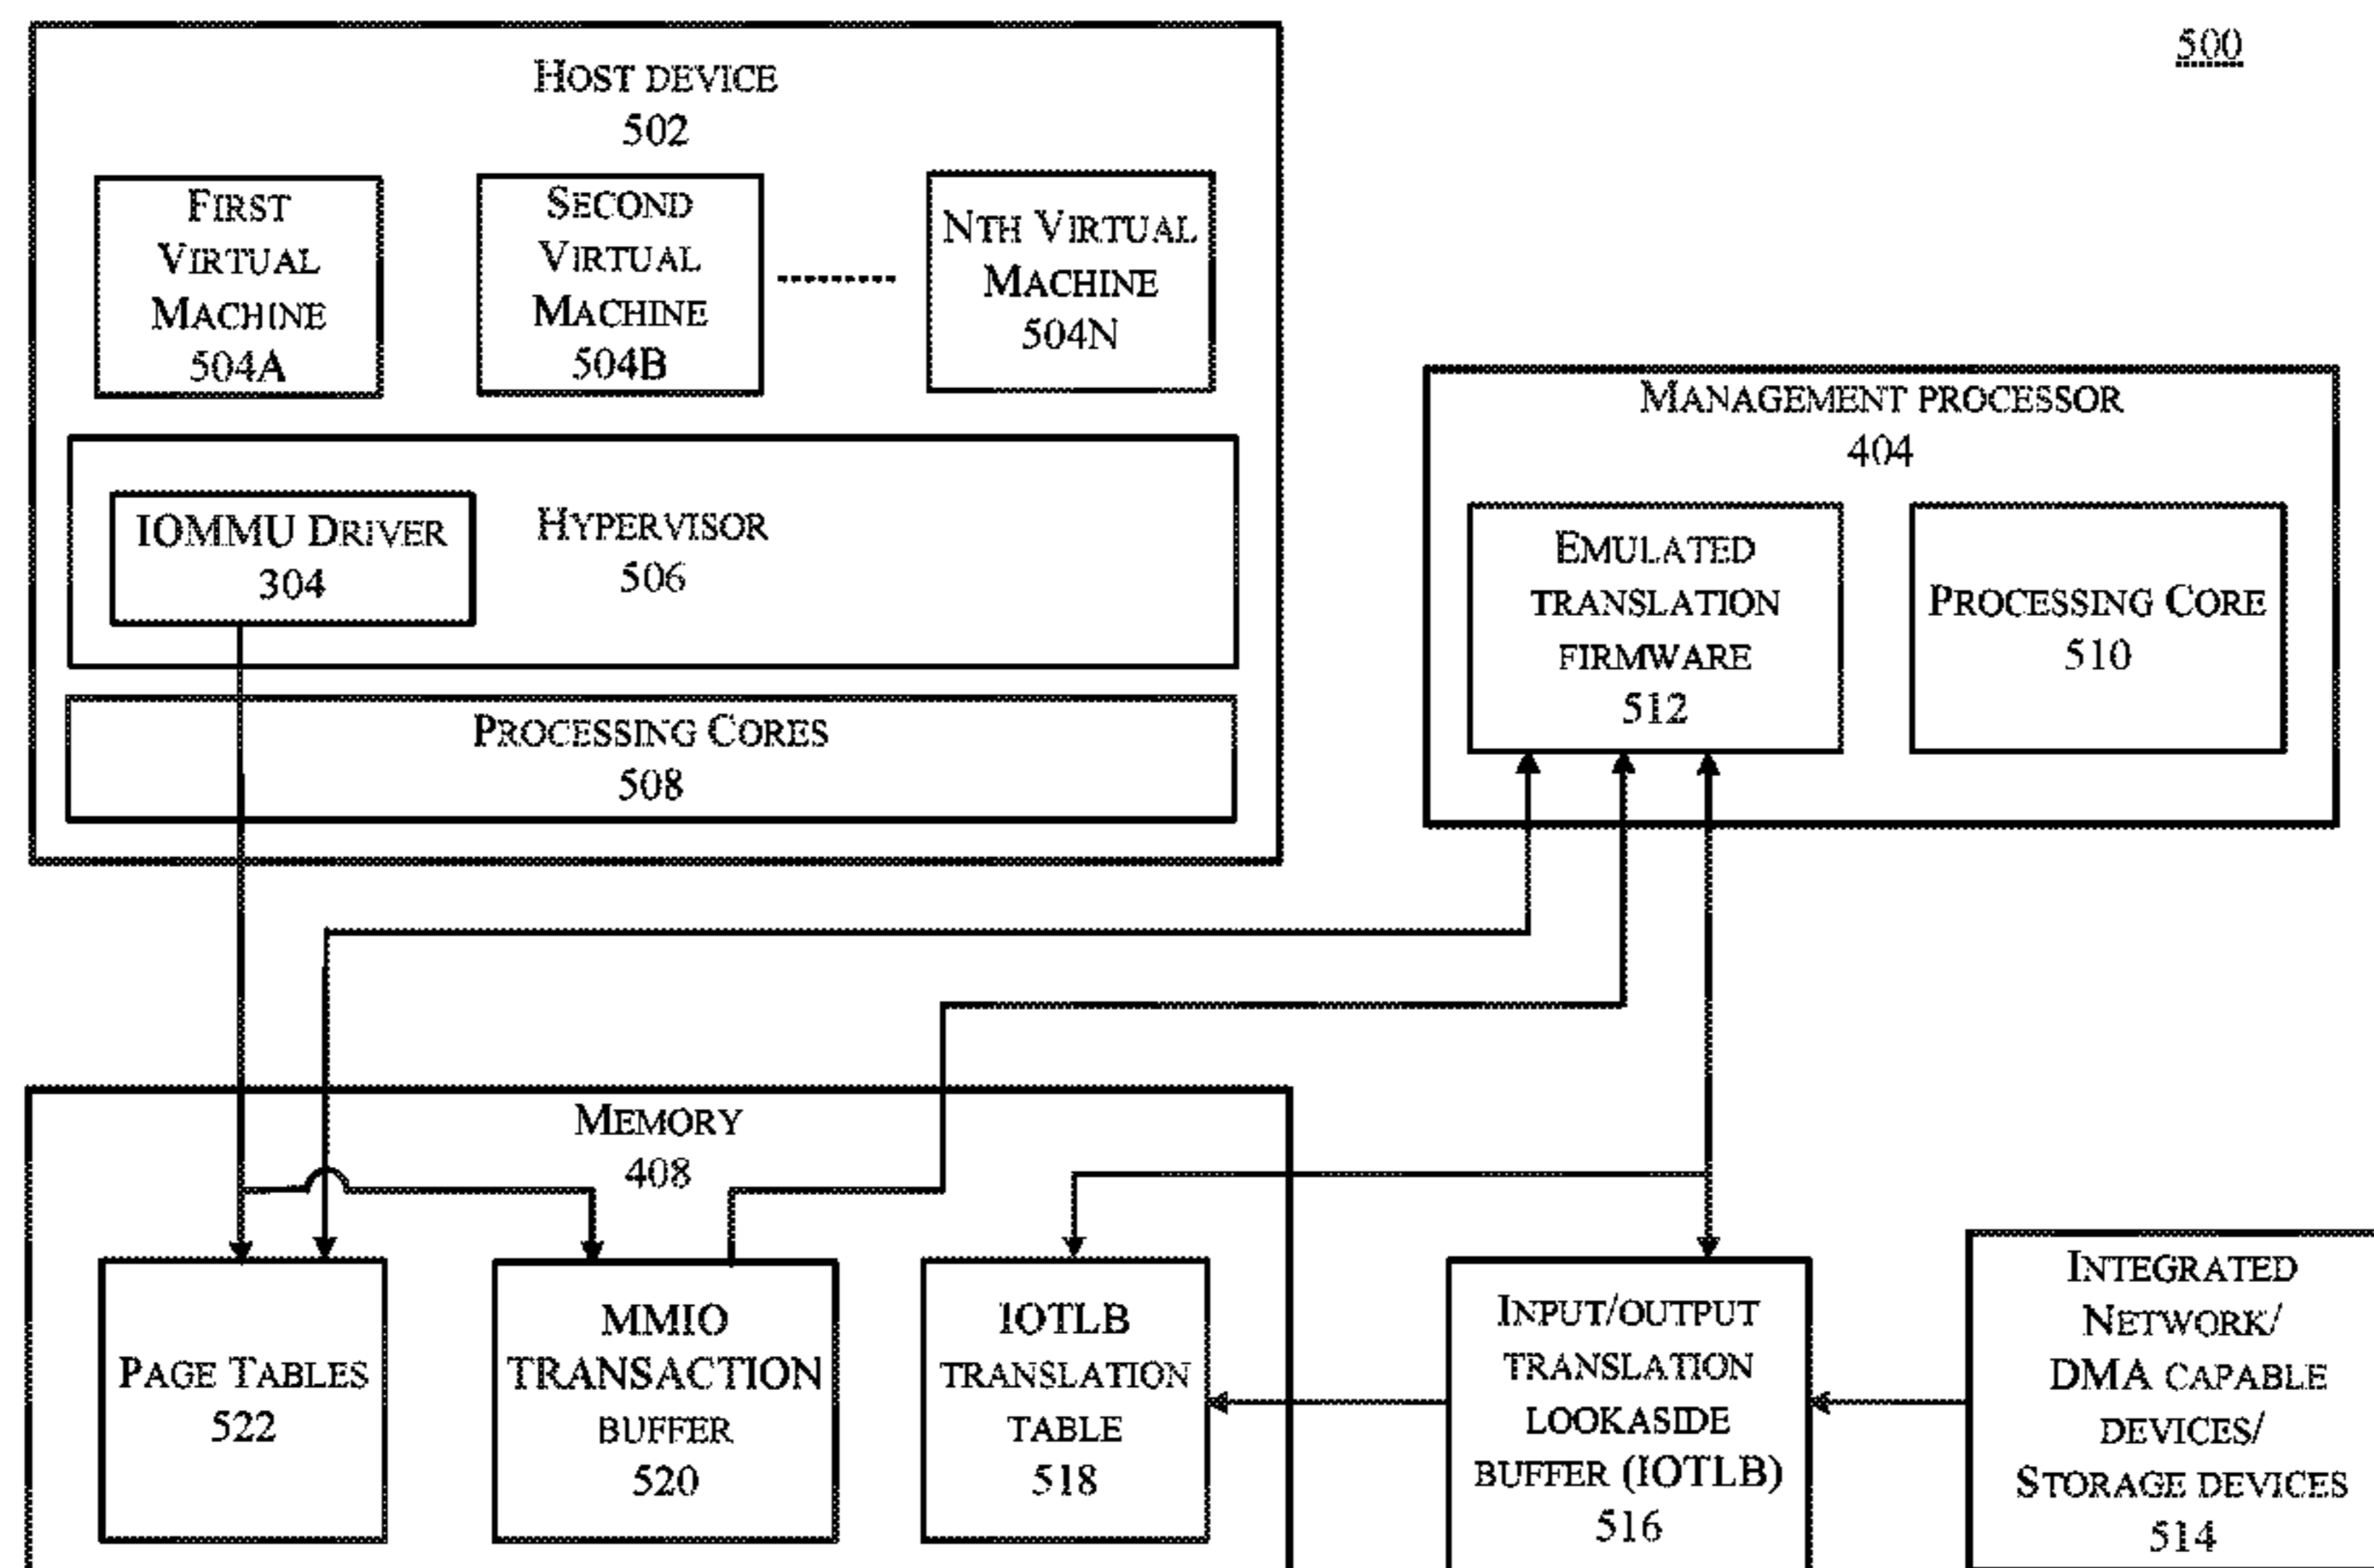 500
HOST DEVICE
502
FIRST
VIRTUAL
MACHINE
504A
SECOND
VIRTUAL
MACHINE
504B
NTH VIRTUAL
MACHINE
504N
IOMMU DRIVER
304
HYPERVISOR
506
PROCESSING CORES
508
MANAGEMENT PROCESSOR
404
EMULATED
TRANSLATION
FIRMWARE
512
PROCESSING CORE
510
MEMORY
408
PAGE TABLES
522
MMIO
TRANSACTION
BUFFER
520
IOTLB
TRANSLATION
TABLE
518
INPUT/OUTPUT
TRANSLATION
LOOKASIDE
BUFFER (IOTLB)
516
INTEGRATED
NETWORK/
DMA CAPABLE
DEVICES/
STORAGE DEVICES
514